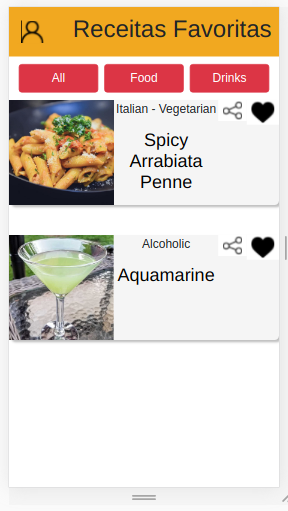 Receitas Favoritas
All
Food
Drinks
Italian - Vegetarian
Spicy
Arrabiata
Penne
Alcoholic
Aquamarine